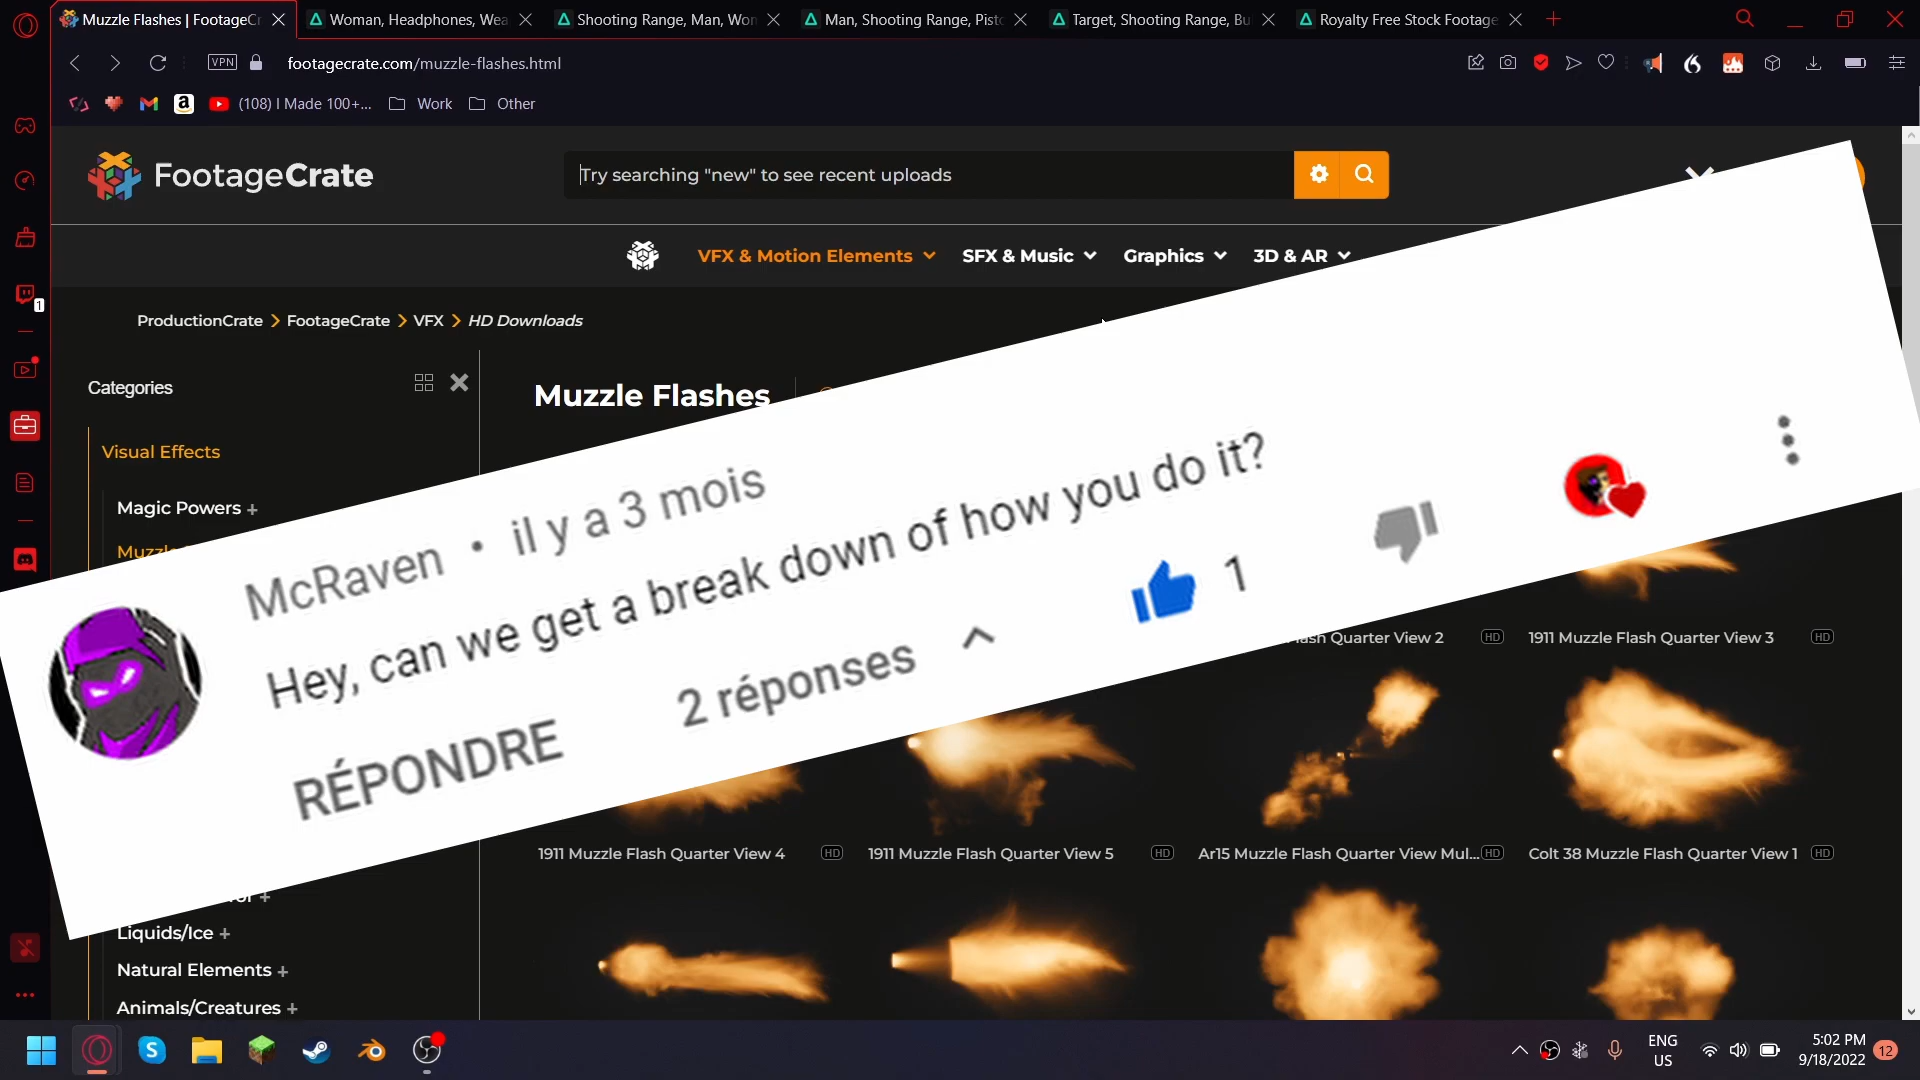 Muzzle Flashes | FootageCr
Woman, Headphones, Wea
Shooting Range, Man, Wom
Man, Shooting Range, Pist
Target, Shooting Range, Bu
Royalty Free Stock Footage
VPN
footagecrate.com/muzzle-flashes.html
(108) I Made 100+...
Work
Other
FootageCrate
Try searching "new" to see recent uploads
VFX & Motion Elements
SFX & Music
Graphics
3D & AR
ProductionCrate > FootageCrate > VFX > HD Downloads
Categories
Muzzle Flashes
Visual Effects
Magic Powers +
McRaven • il y a 3 mois
Hey, can we get a break down of how you do it?
RÉPONDRE
2 réponses
1
Quarter View 2 HD
1911 Muzzle Flash Quarter View 3 HD
1911 Muzzle Flash Quarter View 4 HD
1911 Muzzle Flash Quarter View 5 HD
Ar15 Muzzle Flash Quarter View Mul... HD
Colt 38 Muzzle Flash Quarter View 1 HD
Liquids/Ice +
Natural Elements +
Animals/Creatures +
ENG
US
5:02 PM
9/18/2022
12